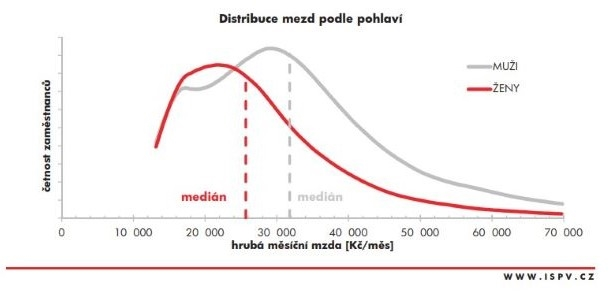 Distribuce mezd podle pohlaví
četnost zaměstnanců
MUŽI
ŽENY
medián
medián
0
10 000
20 000
30 000
40 000
50 000
60 000
70 000
hrubá měsíční mzda [Kč/měs]
WWW.ISPV.CZ